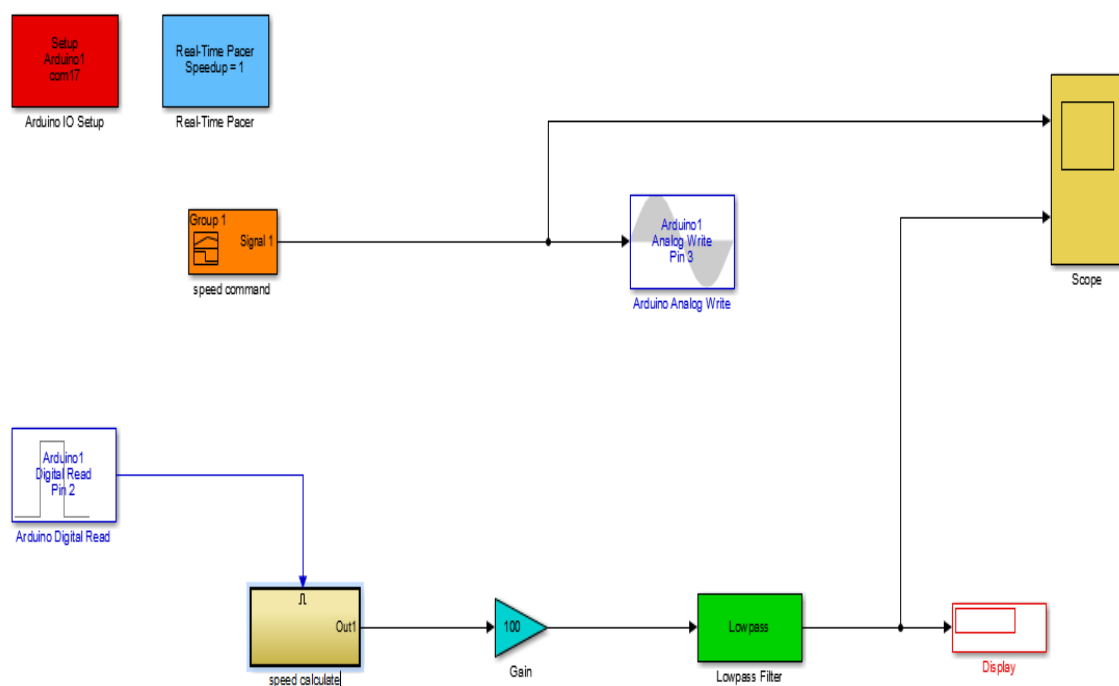 Setup
Arduino1
com17
Arduino IO Setup
Real-Time Pacer
Speedup = 1
Real-Time Pacer
Group 1
Signal 1
speed command
Arduino1
Analog Write
Pin 3
Arduino Analog Write
Scope
Arduino1
Digital Read
Pin 2
Arduino Digital Read
Out1
speed calculate
100
Gain
Lowpass
Lowpass Filter
Display